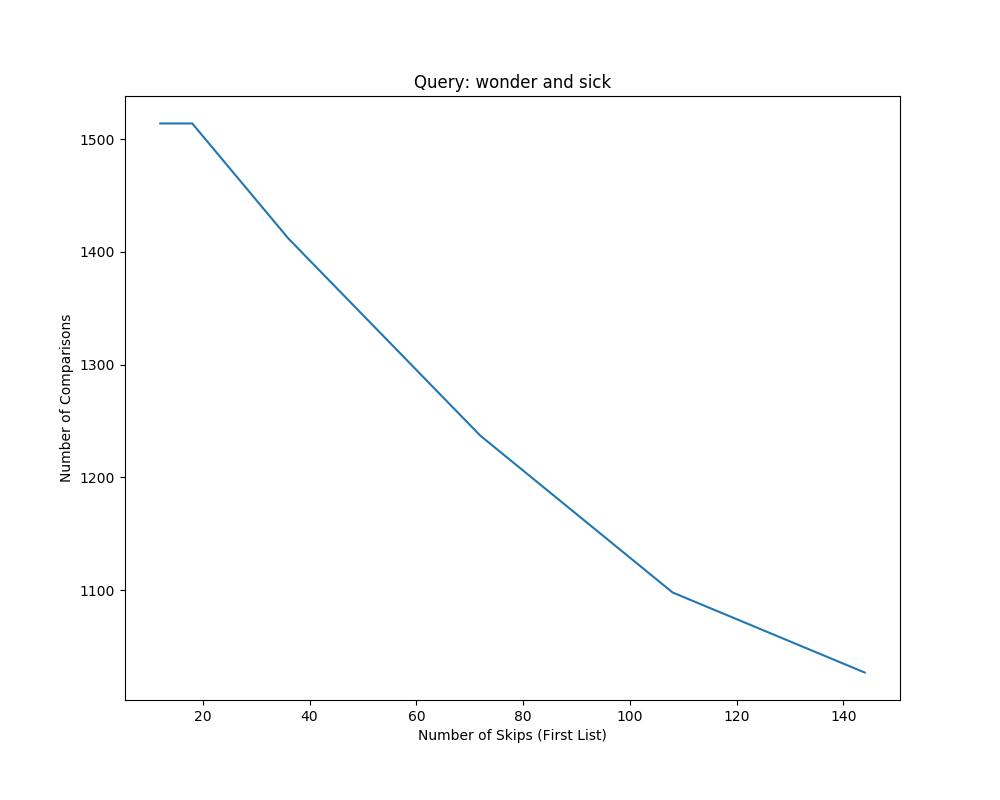 Query: wonder and sick
1500
1400
1300
1200
1100
Number of Comparisons
20 40 60 80 100 120 140
Number of Skips (First List)